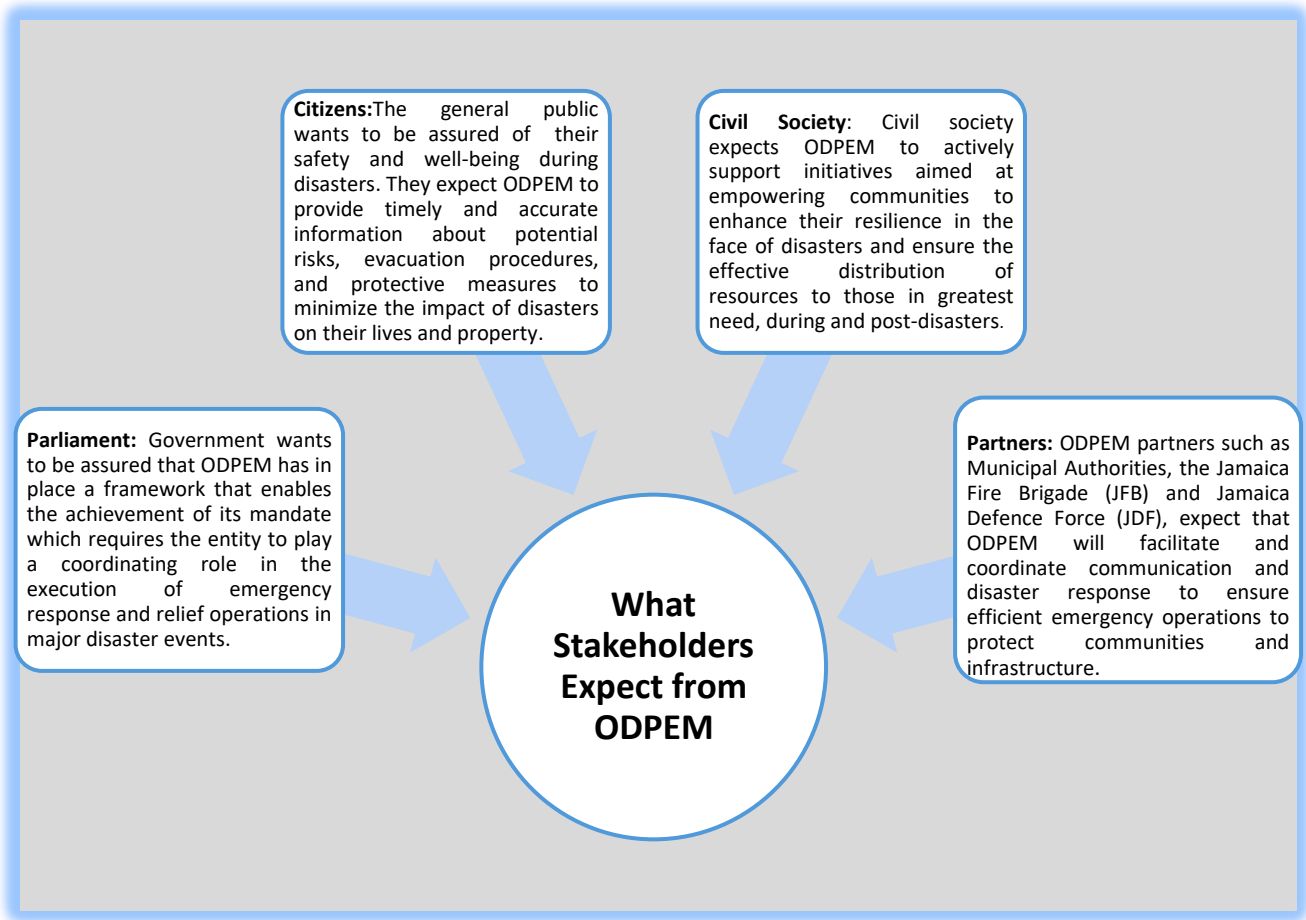 Citizens:The general public
wants to be assured of their
safety and well-being during
disasters. They expect ODPEM to
provide timely and accurate
information about potential
risks, evacuation procedures,
and protective measures to
minimize the impact of disasters
on their lives and property.
Civil Society: Civil society
expects ODPEM to actively
support initiatives aimed at
empowering communities to
enhance their resilience in the
face of disasters and ensure the
effective distribution of
resources to those in greatest
need, during and post-disasters.
Parliament: Government wants
to be assured that ODPEM has in
place a framework that enables
the achievement of its mandate
which requires the entity to play
a coordinating role in the
execution of emergency
response and relief operations in
major disaster events.
Partners: ODPEM partners such as
Municipal Authorities, the Jamaica
Fire Brigade (JFB) and Jamaica
Defence Force (JDF), expect that
ODPEM will facilitate and
coordinate communication and
disaster response to ensure
efficient emergency operations to
protect communities and
infrastructure.
What
Stakeholders
Expect from
ODPEM